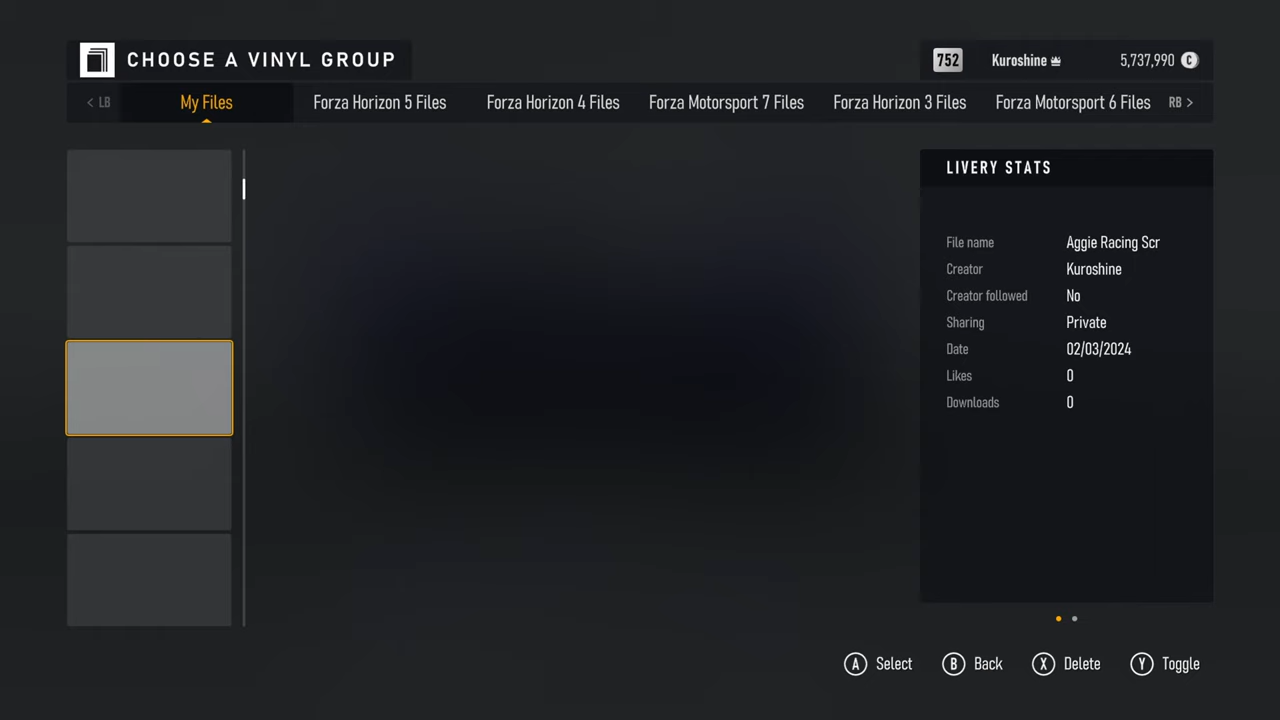 CHOOSE A VINYL GROUP
752 Kuroshine 5,737,990 C
< LB My Files Forza Horizon 5 Files Forza Horizon 4 Files Forza Motorsport 7 Files Forza Horizon 3 Files Forza Motorsport 6 Files RB >
LIVERY STATS
File name Aggie Racing Scr
Creator Kuroshine
Creator followed No
Sharing Private
Date 02/03/2024
Likes 0
Downloads 0
A Select B Back X Delete Y Toggle